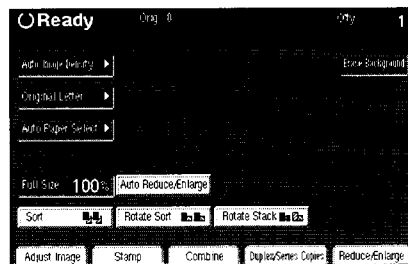 Ready Orig. 0 Qty. 1
Auto Image Density
Erase Background
Original Letter
Auto Paper Select
Full Size 100% Auto Reduce/Enlarge
Sort Rotate Sort Rotate Stack
Adjust Image Stamp Combine Duplex/Series Copies Reduce/Enlarge